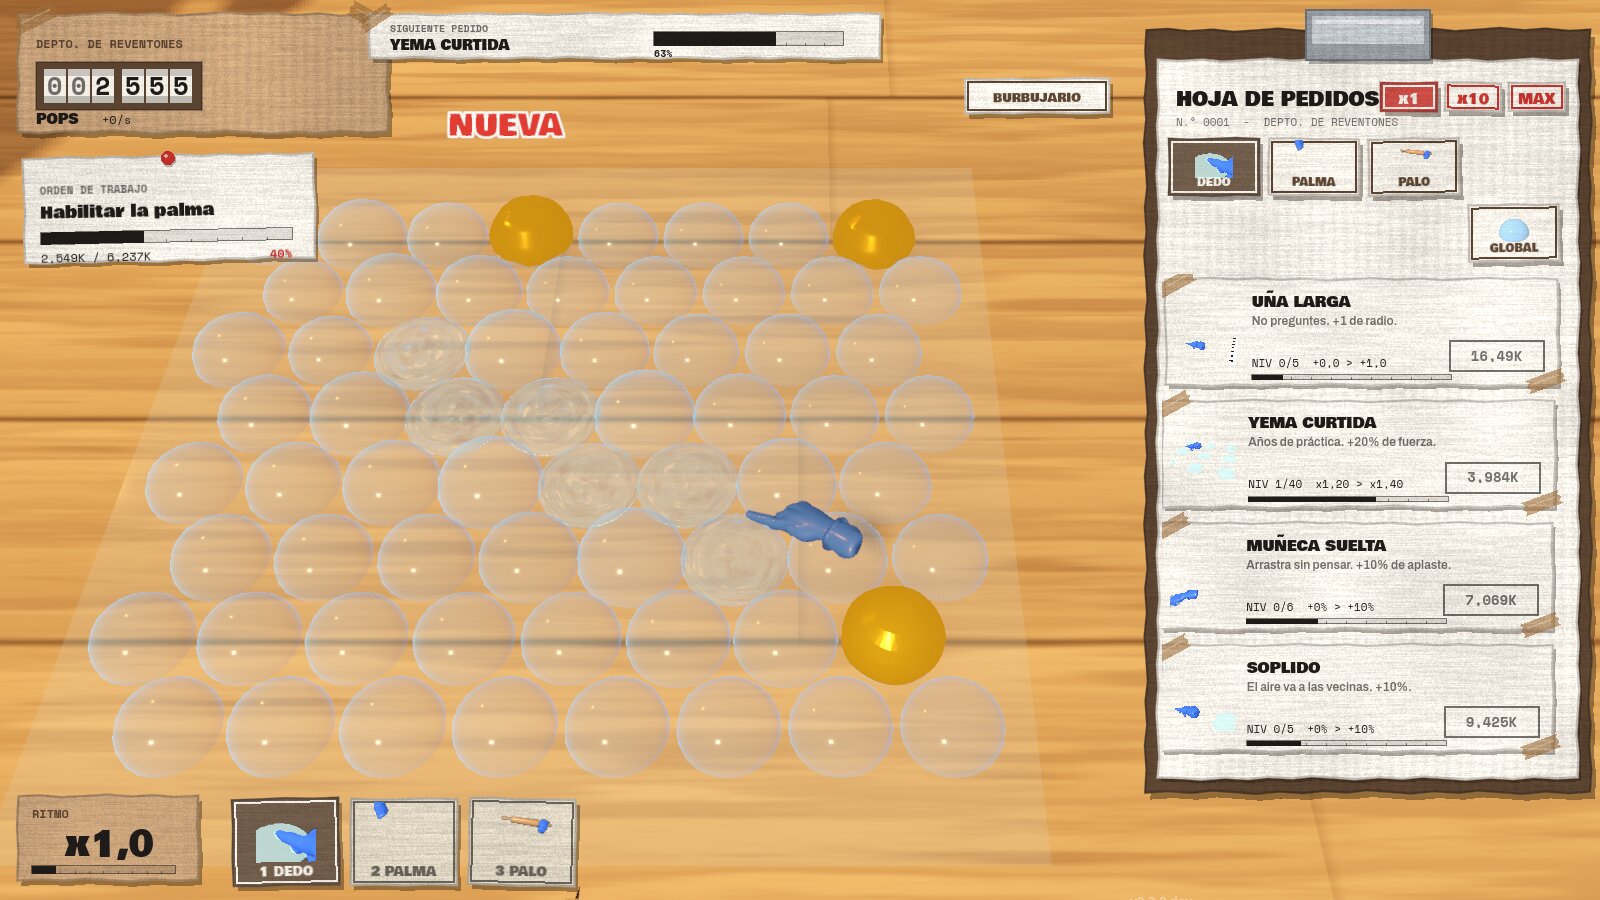 DEPTO. DE REVENTONES
002555
POPS +0/s
SIGUIENTE PEDIDO
YEMA CURTIDA
63%
NUEVA
BURBUJARIO
ORDEN DE TRABAJO
Habilitar la palma
2,549K / 6,237K 40%
HOJA DE PEDIDOS x1 x10 MAX
N.° 0001 - DEPTO. DE REVENTONES
DEDO PALMA PALO
GLOBAL
UÑA LARGA
No preguntes. +1 de radio.
NIV 0/5 +0,0 > +1,0 16,49K
YEMA CURTIDA
Años de práctica. +20% de fuerza.
NIV 1/40 x1,20 > x1,40 3,984K
MUÑECA SUELTA
Arrastra sin pensar. +10% de aplaste.
NIV 0/6 +0% > +10% 7,069K
SOPLIDO
El aire va a las vecinas. +10%.
NIV 0/5 +0% > +10% 9,425K
RITMO
x1,0
1 DEDO 2 PALMA 3 PALO